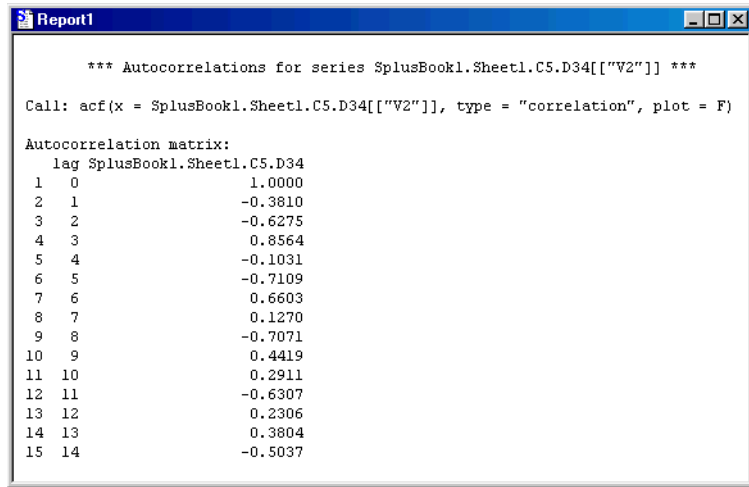 Report1
*** Autocorrelations for series SplusBook1.Sheet1.C5.D34[["V2"]] ***
Call: acf(x = SplusBook1.Sheet1.C5.D34[["V2"]], type = "correlation", plot = F)
Autocorrelation matrix:
lag SplusBook1.Sheet1.C5.D34
1 0 1.0000
2 1 -0.3810
3 2 -0.6275
4 3 0.8564
5 4 -0.1031
6 5 -0.7109
7 6 0.6603
8 7 0.1270
9 8 -0.7071
10 9 0.4419
11 10 0.2911
12 11 -0.6307
13 12 0.2306
14 13 0.3804
15 14 -0.5037